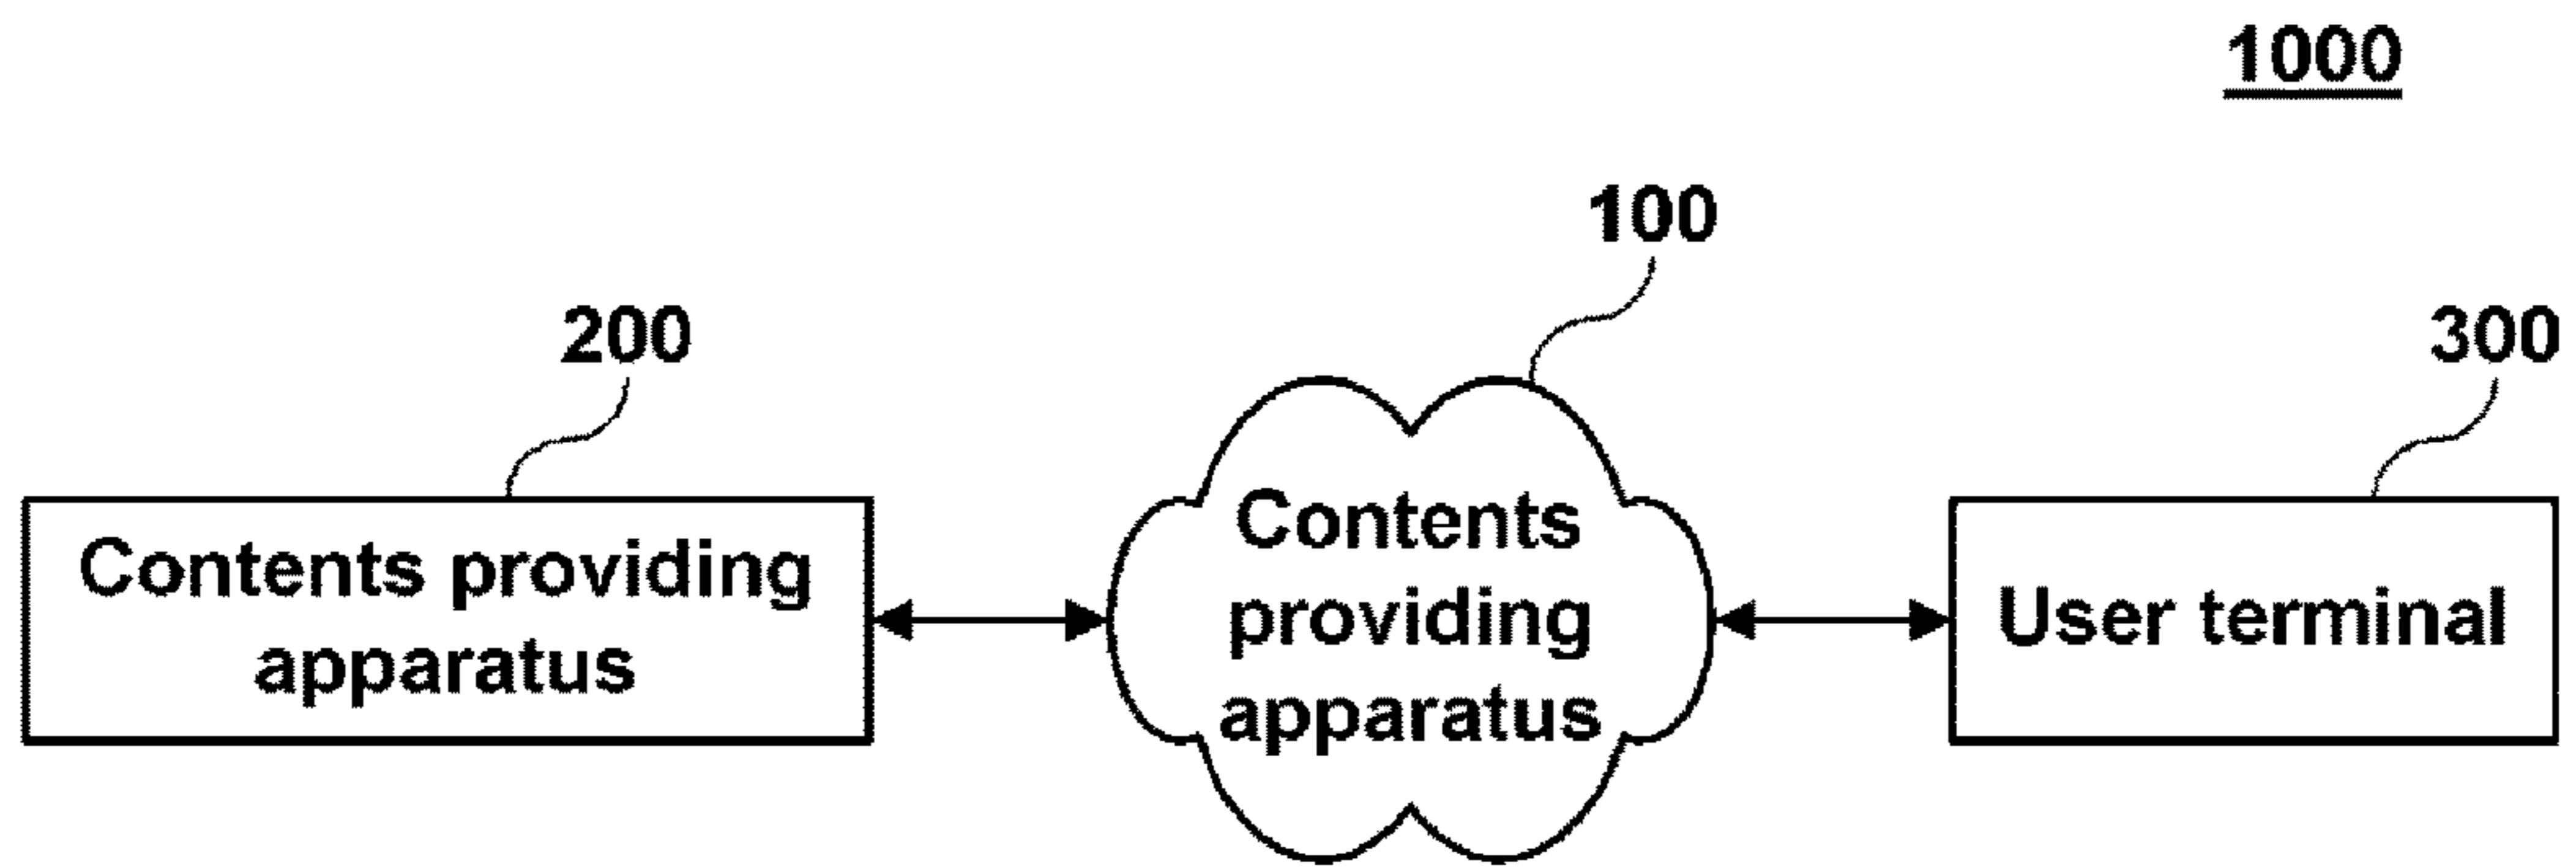 1000
100
200
300
Contents providing
apparatus
Contents
providing
apparatus
User terminal